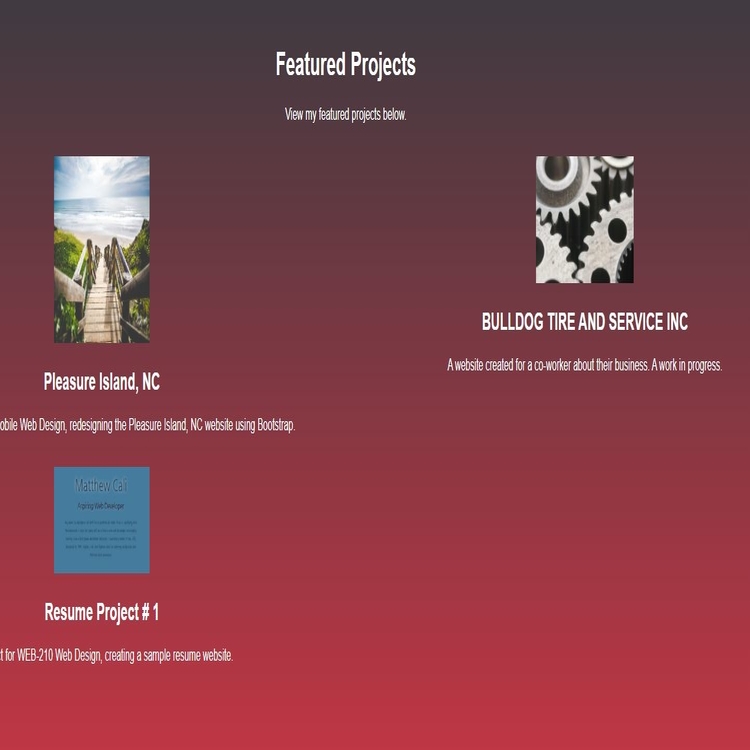 Featured Projects
View my featured projects below.
Pleasure Island, NC
obile Web Design, redesigning the Pleasure Island, NC website using Bootstrap.
BULLDOG TIRE AND SERVICE INC
A website created for a co-worker about their business. A work in progress.
Matthew Cali
Aspiring Web Developer
Resume Project # 1
t for WEB-210 Web Design, creating a sample resume website.